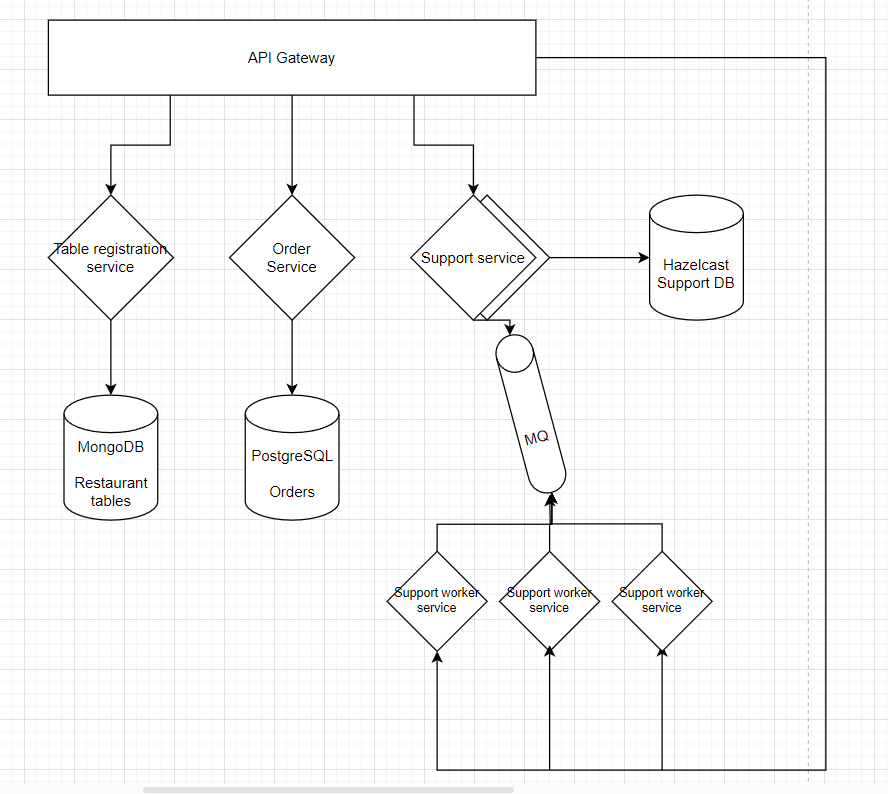 API Gateway
Table registration
service
Order
Service
Support service
Hazelcast
Support DB
MongoDB
Restaurant
tables
PostgreSQL
Orders
MQ
Support worker
service
Support worker
service
Support worker
service